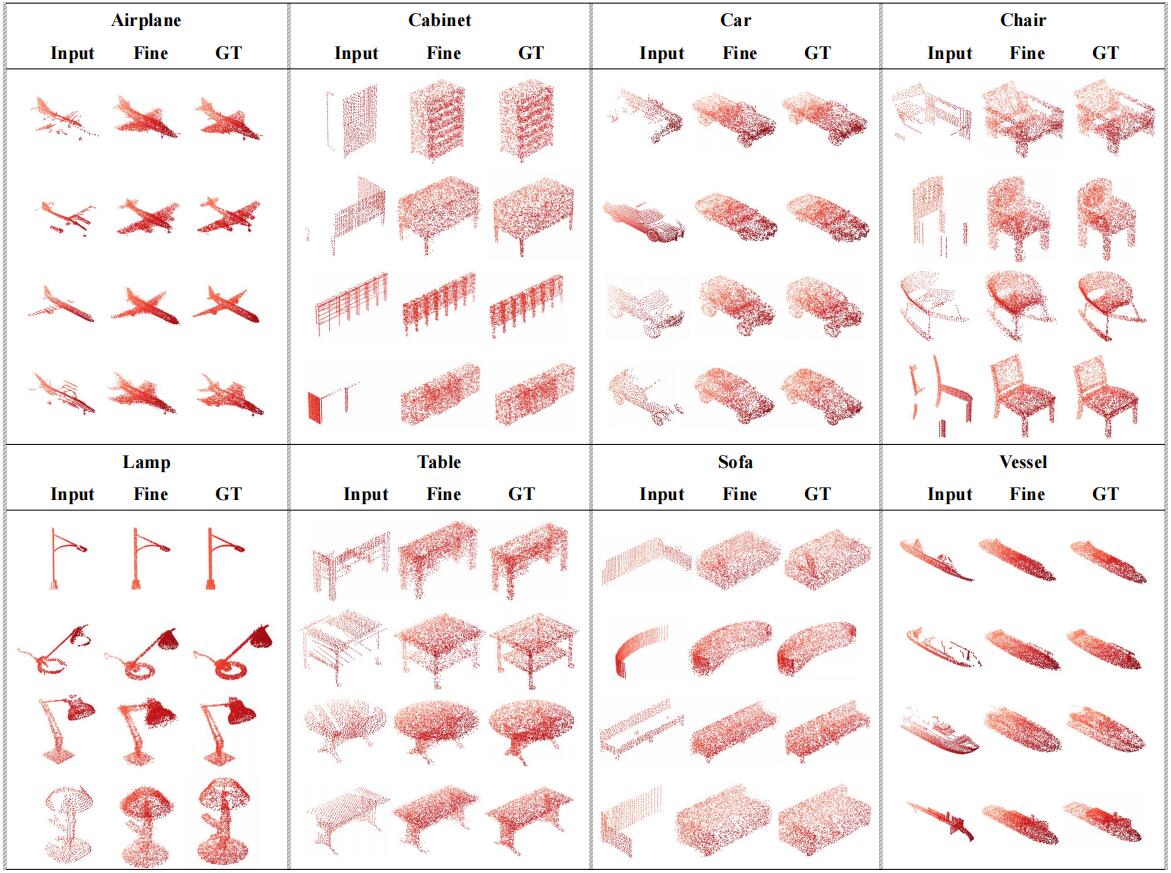 Airplane Cabinet Car Chair
Input Fine GT Input Fine GT Input Fine GT Input Fine GT
Lamp Table Sofa Vessel
Input Fine GT Input Fine GT Input Fine GT Input Fine GT